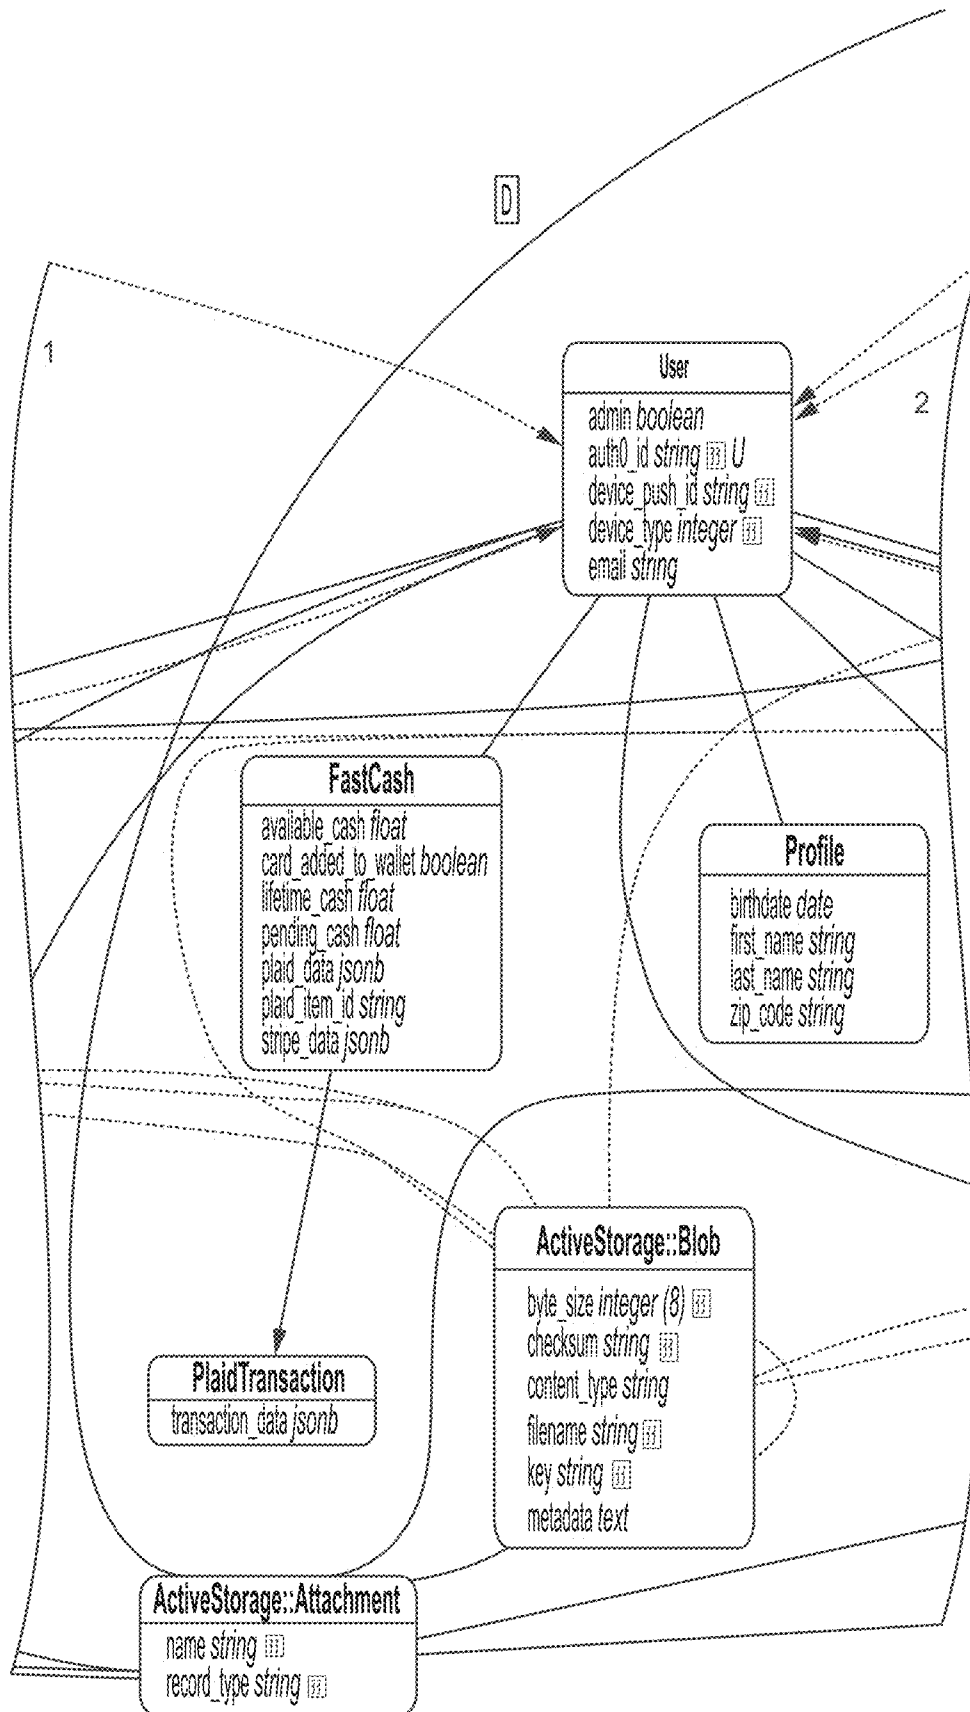 D
1
2
User
admin boolean
auth0_id string U
device_push_id string
device_type integer
email string
FastCash
available_cash float
card_added_to_wallet boolean
lifetime_cash float
pending_cash float
plaid_data jsonb
plaid_item_id string
stripe_data jsonb
Profile
birthdate date
first_name string
last_name string
zip_code string
ActiveStorage::Blob
byte_size integer (8)
checksum string
content_type string
filename string
key string
metadata text
PlaidTransaction
transaction_data jsonb
ActiveStorage::Attachment
name string
record_type string